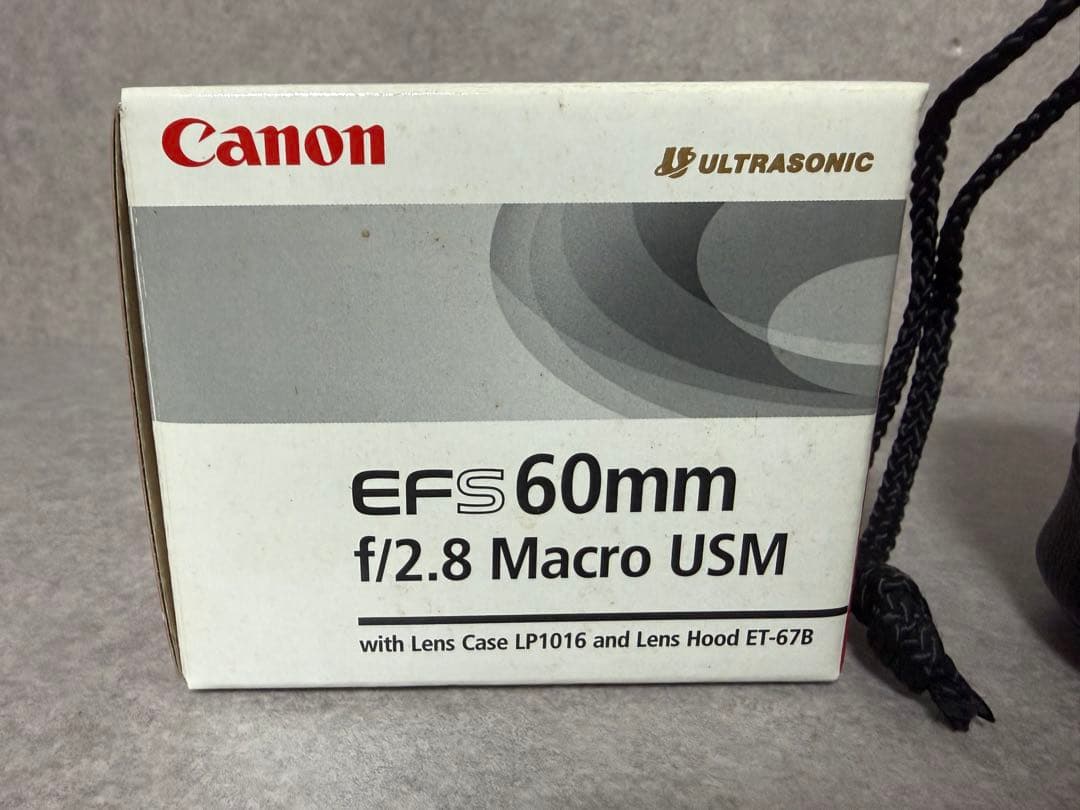 Canon
ULTRASONIC
EFS 60mm
f/2.8 Macro USM
with Lens Case LP1016 and Lens Hood ET-67B